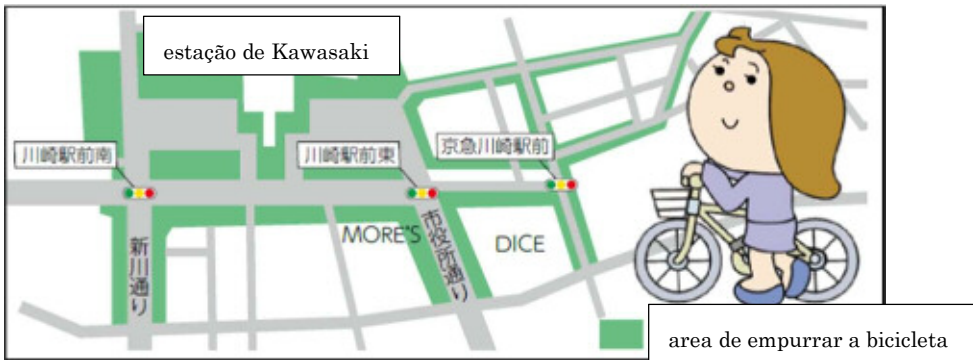 estação de Kawasaki
川崎駅前南
川崎駅前東
京急川崎駅前
MORE'S
DICE
新川通り
市役所通り
area de empurrar a bicicleta